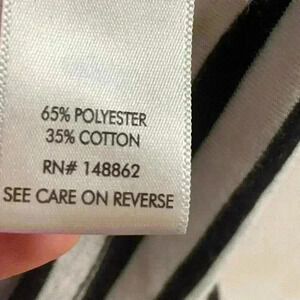 65% POLYESTER
35% COTTON
RN# 148862
SEE CARE ON REVERSE